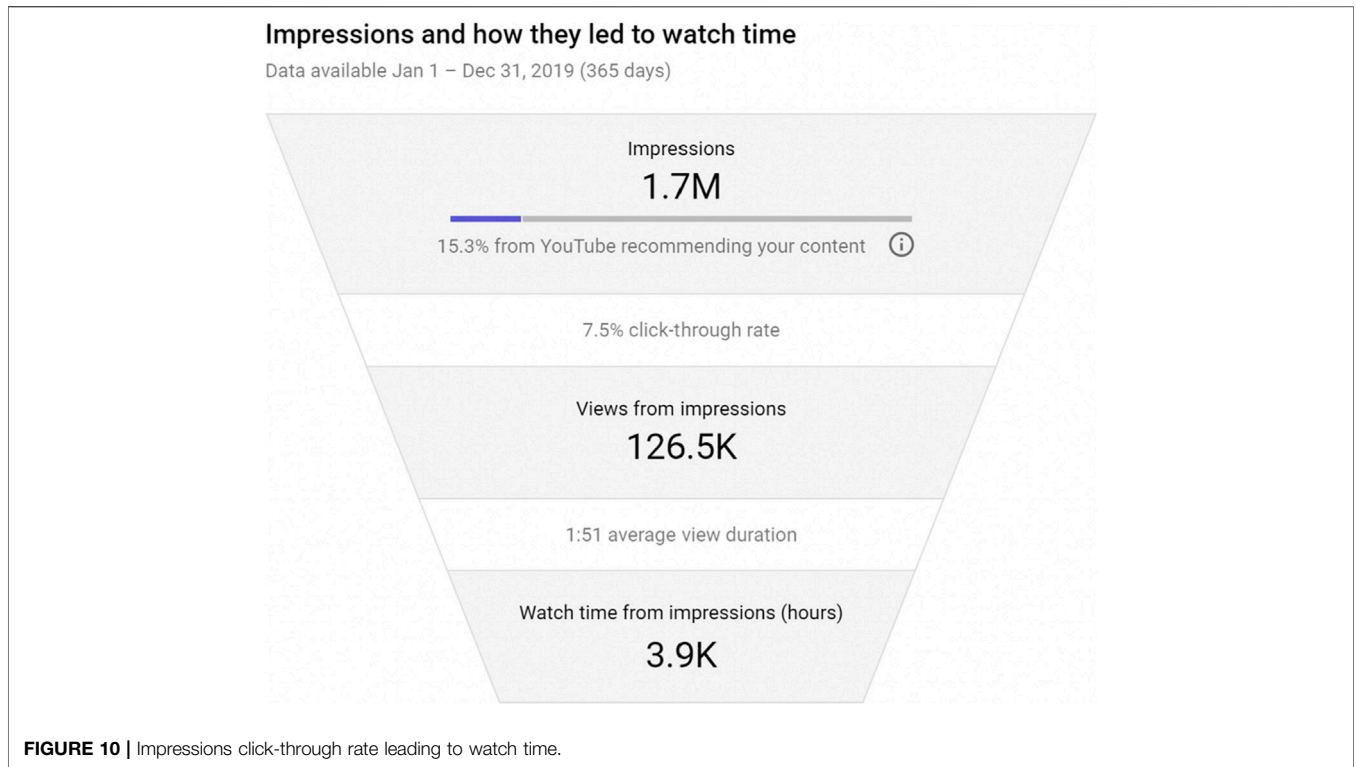 Impressions and how they led to watch time
Data available Jan 1 – Dec 31, 2019 (365 days)
Impressions
1.7M
15.3% from YouTube recommending your content
7.5% click-through rate
Views from impressions
126.5K
1:51 average view duration
Watch time from impressions (hours)
3.9K
FIGURE 10 | Impressions click-through rate leading to watch time.